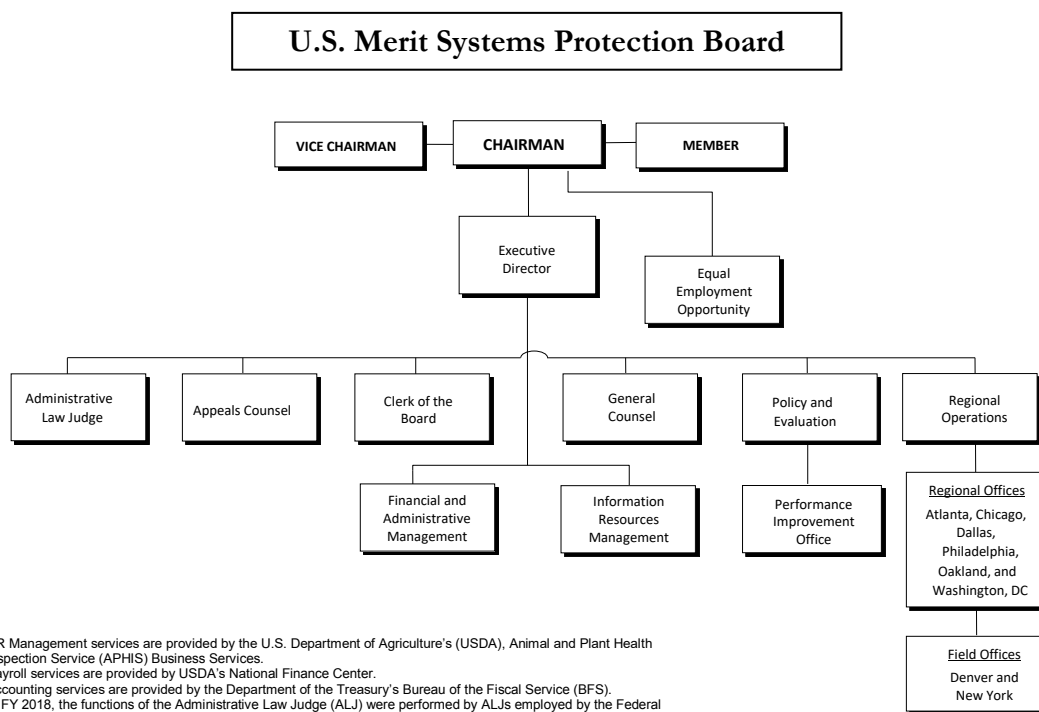 U.S. Merit Systems Protection Board
VICE CHAIRMAN
CHAIRMAN
MEMBER
Executive
Director
Equal
Employment
Opportunity
Administrative
Law Judge
Appeals Counsel
Clerk of the
Board
General
Counsel
Policy and
Evaluation
Regional
Operations
Financial and
Administrative
Management
Information
Resources
Management
Performance
Improvement
Office
Regional Offices
Atlanta, Chicago,
Dallas,
Philadelphia,
Oakland, and
Washington, DC
Field Offices
Denver and
New York
R Management services are provided by the U.S. Department of Agriculture's (USDA), Animal and Plant Health
spection Service (APHIS) Business Services.
ayroll services are provided by USDA's National Finance Center.
ccounting services are provided by the Department of the Treasury's Bureau of the Fiscal Service (BFS).
FY 2018, the functions of the Administrative Law Judge (ALJ) were performed by ALJs employed by the Federal